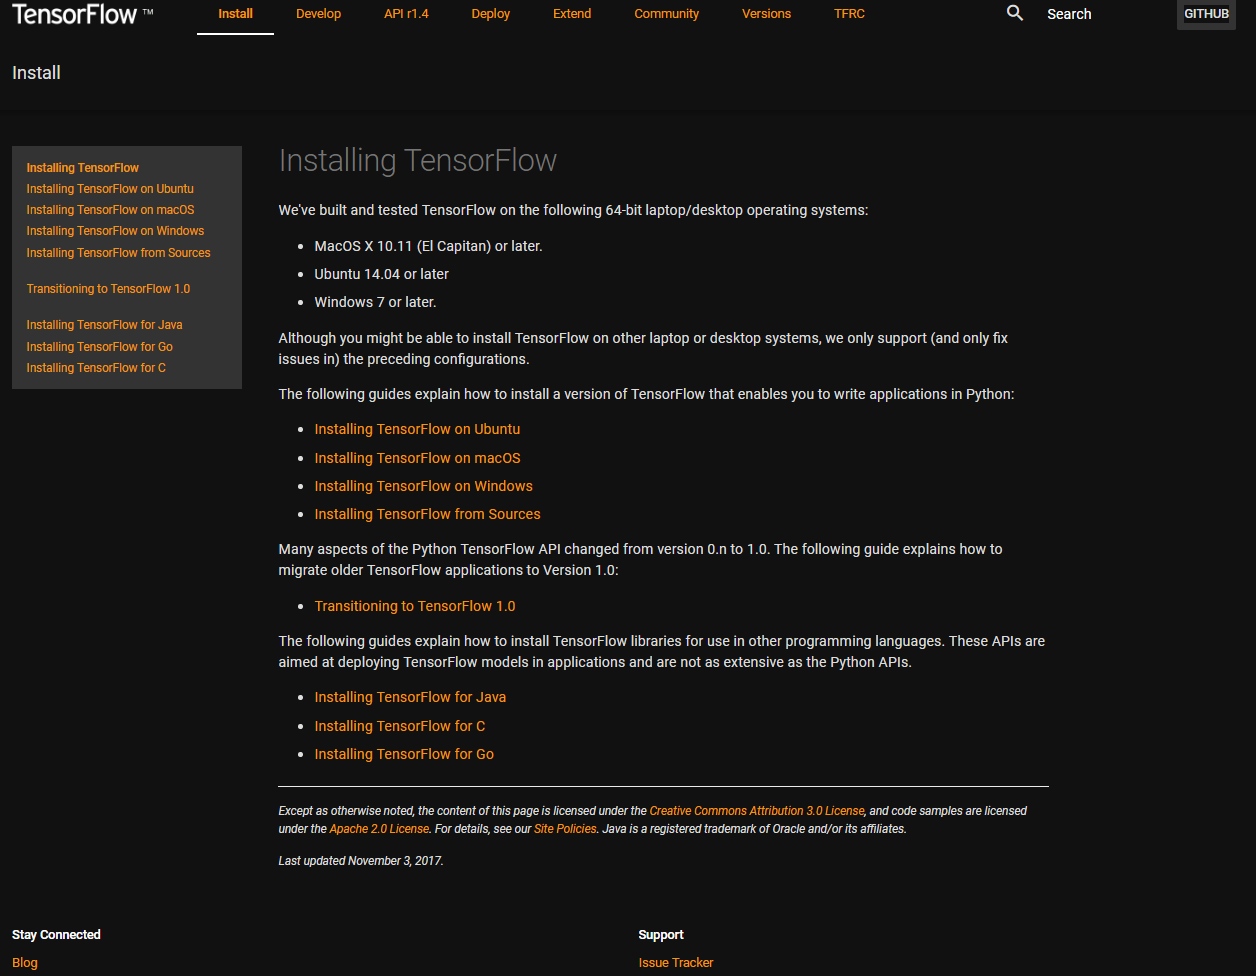 TensorFlow ™ Install Develop API r1.4 Deploy Extend Community Versions TFRC Search GITHUB
Install
Installing TensorFlow
Installing TensorFlow on Ubuntu
Installing TensorFlow on macOS
Installing TensorFlow on Windows
Installing TensorFlow from Sources
Transitioning to TensorFlow 1.0
Installing TensorFlow for Java
Installing TensorFlow for Go
Installing TensorFlow for C
Installing TensorFlow
We've built and tested TensorFlow on the following 64-bit laptop/desktop operating systems:
• MacOS X 10.11 (El Capitan) or later.
• Ubuntu 14.04 or later
• Windows 7 or later.
Although you might be able to install TensorFlow on other laptop or desktop systems, we only support (and only fix
issues in) the preceding configurations.
The following guides explain how to install a version of TensorFlow that enables you to write applications in Python:
• Installing TensorFlow on Ubuntu
• Installing TensorFlow on macOS
• Installing TensorFlow on Windows
• Installing TensorFlow from Sources
Many aspects of the Python TensorFlow API changed from version 0.n to 1.0. The following guide explains how to
migrate older TensorFlow applications to Version 1.0:
• Transitioning to TensorFlow 1.0
The following guides explain how to install TensorFlow libraries for use in other programming languages. These APIs are
aimed at deploying TensorFlow models in applications and are not as extensive as the Python APIs.
• Installing TensorFlow for Java
• Installing TensorFlow for C
• Installing TensorFlow for Go
Except as otherwise noted, the content of this page is licensed under the Creative Commons Attribution 3.0 License, and code samples are licensed
under the Apache 2.0 License. For details, see our Site Policies. Java is a registered trademark of Oracle and/or its affiliates.
Last updated November 3, 2017.
Stay Connected
Blog
Support
Issue Tracker